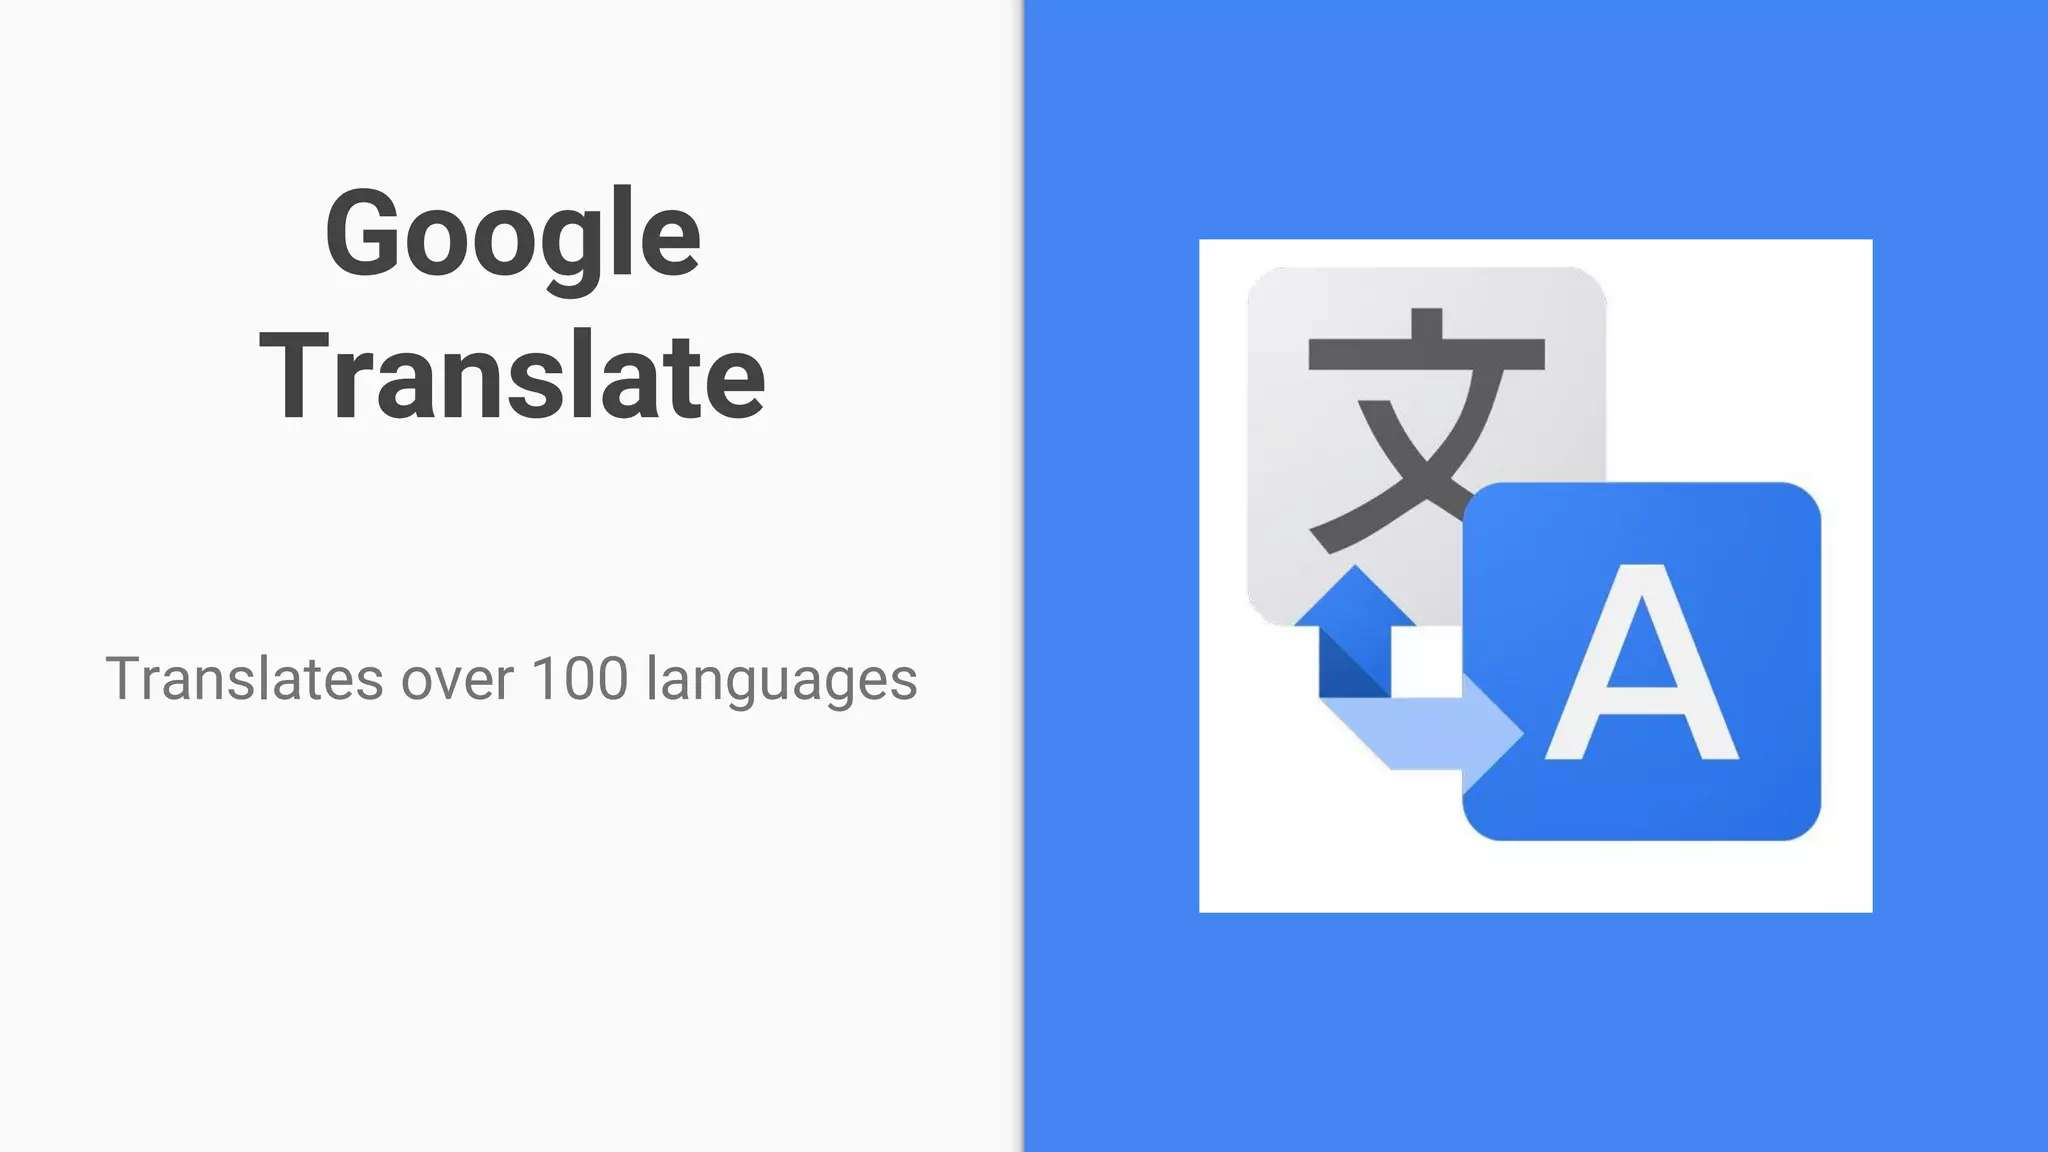 Google
Translate
Translates over 100 languages
文
A